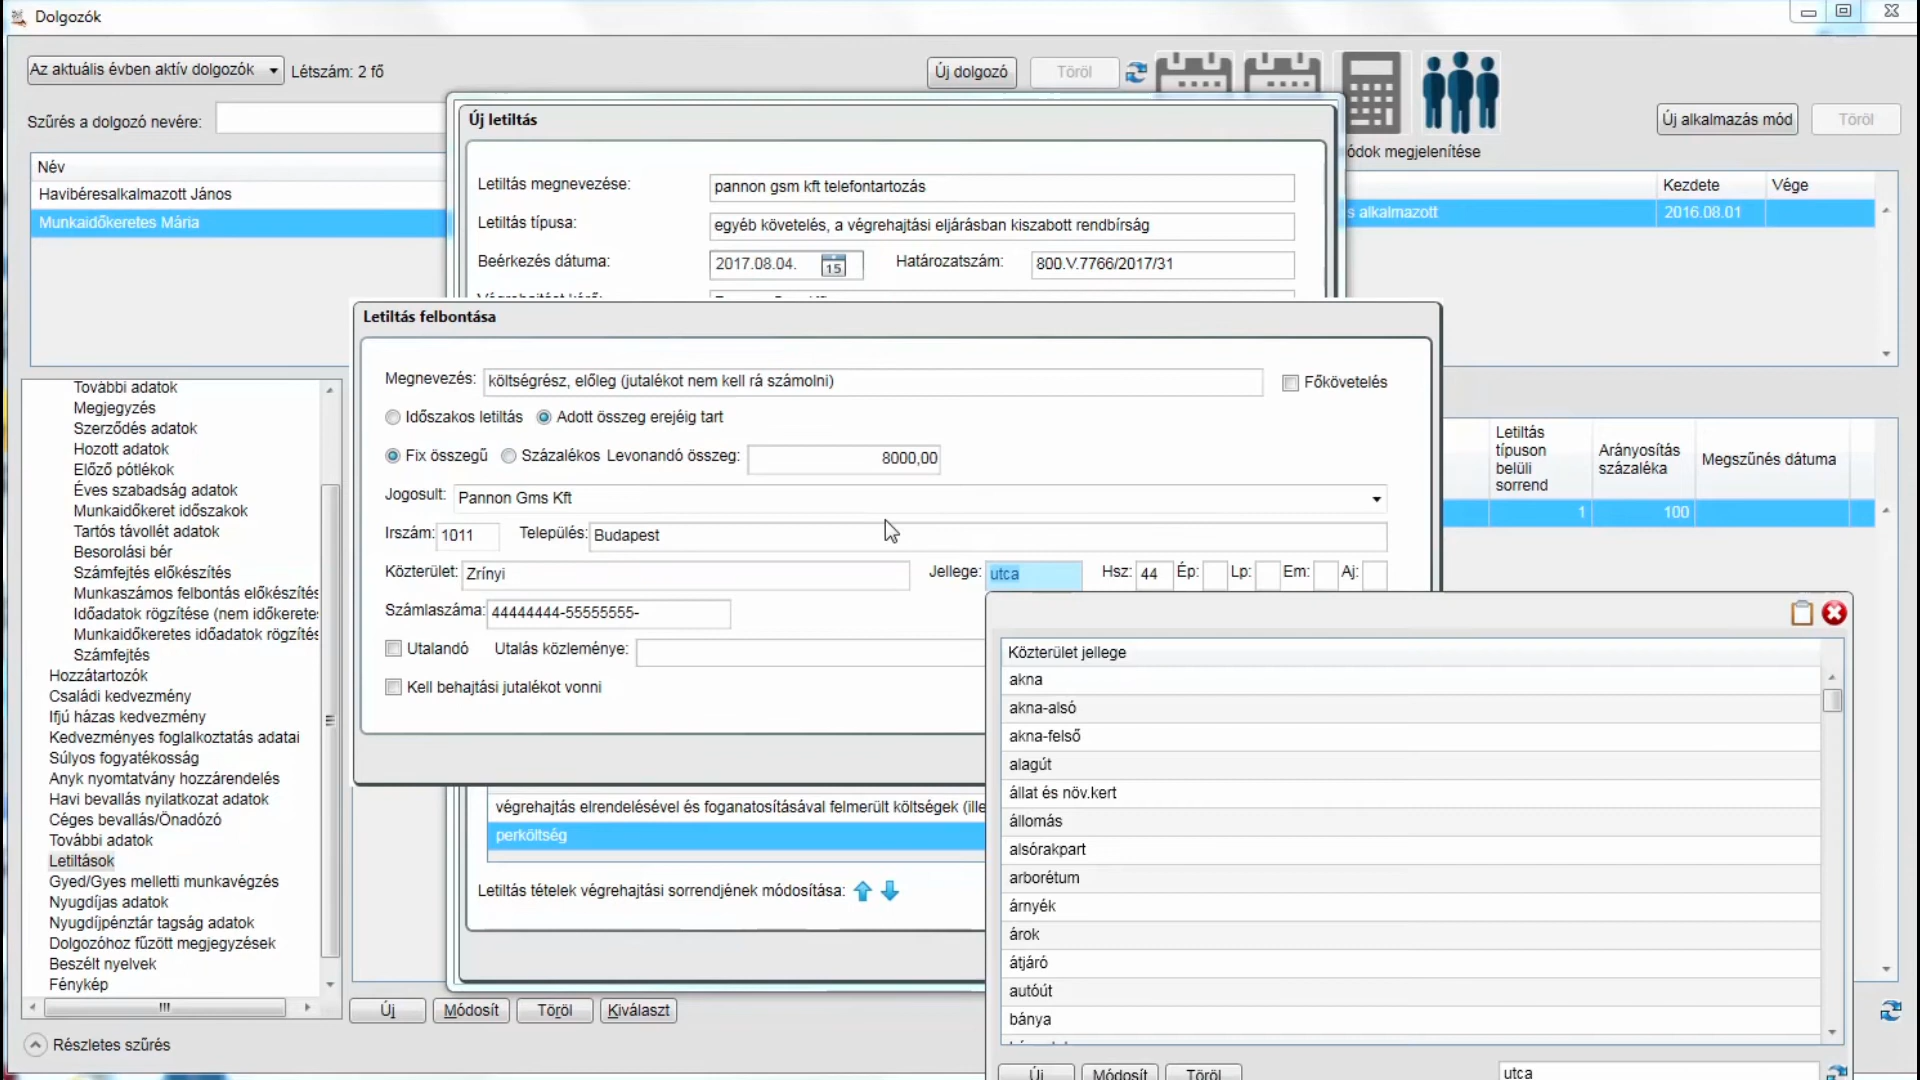 Dolgozók
Az aktuális évben aktív dolgozók
Létszám: 2 fő
Új dolgozó
Töröl
Szűrés a dolgozó nevére:
Új alkalmazás mód
Töröl
ódok megjelenítése
Név
Havibéresalkalmazott János
Munkaidőkeretes Mária
Kezdete
Vége
s alkalmazott
2016.08.01
Új letiltás
Letiltás megnevezése:
pannon gsm kft telefontartozás
Letiltás típusa:
egyéb követelés, a végrehajtási eljárásban kiszabott rendbírság
Beérkezés dátuma:
2017.08.04.
15
Határozatszám:
800.V.7766/2017/31
Letiltás felbontása
Megnevezés:
költségrész, előleg (jutalékot nem kell rá számolni)
Főkövetelés
Időszakos letiltás
Adott összeg erejéig tart
Fix összegű
Százalékos
Levonandó összeg:
8000,00
Jogosult:
Pannon Gms Kft
Irszám:
1011
Település:
Budapest
Közterület:
Zrínyi
Jellege:
utca
Hsz:
44
Ép:
Lp:
Em:
Aj:
Számlaszáma:
44444444-55555555-
Utalandó
Utalás közleménye:
Kell behajtási jutalékot vonni
Letiltás
típuson
belüli
sorrend
Arányosítás
százaléka
Megszűnés dátuma
1
100
További adatok
Megjegyzés
Szerződés adatok
Hozott adatok
Előző pótlékok
Éves szabadság adatok
Munkaidőkeret időszakok
Tartós távollét adatok
Besorolási bér
Számfejtés előkészítés
Munkaszámos felbontás előkészítés
Időadatok rögzítése (nem időkerete
Munkaidőkeretes időadatok rögzítés
Számfejtés
Hozzátartozók
Családi kedvezmény
Ifjú házas kedvezmény
Kedvezményes foglalkoztatás adatai
Súlyos fogyatékosság
Anyk nyomtatvány hozzárendelés
Havi bevallás nyilatkozat adatok
Céges bevallás/Önadózó
További adatok
Letiltások
Gyed/Gyes melletti munkavégzés
Nyugdíjas adatok
Nyugdíjpénztár tagság adatok
Dolgozóhoz fűzött megjegyzések
Beszélt nyelvek
Fénykép
Részletes szűrés
végrehajtás elrendelésével és foganatosításával felmerült költségek (ille
perköltség
Letiltás tételek végrehajtási sorrendjének módosítása:
Új
Módosít
Töröl
Kiválaszt
Közterület jellege
akna
akna-alsó
akna-felső
alagút
állat és növ.kert
állomás
alsórakpart
arborétum
árnyék
árok
átjáró
autóút
bánya
Új
Módosít
Töröl
utca